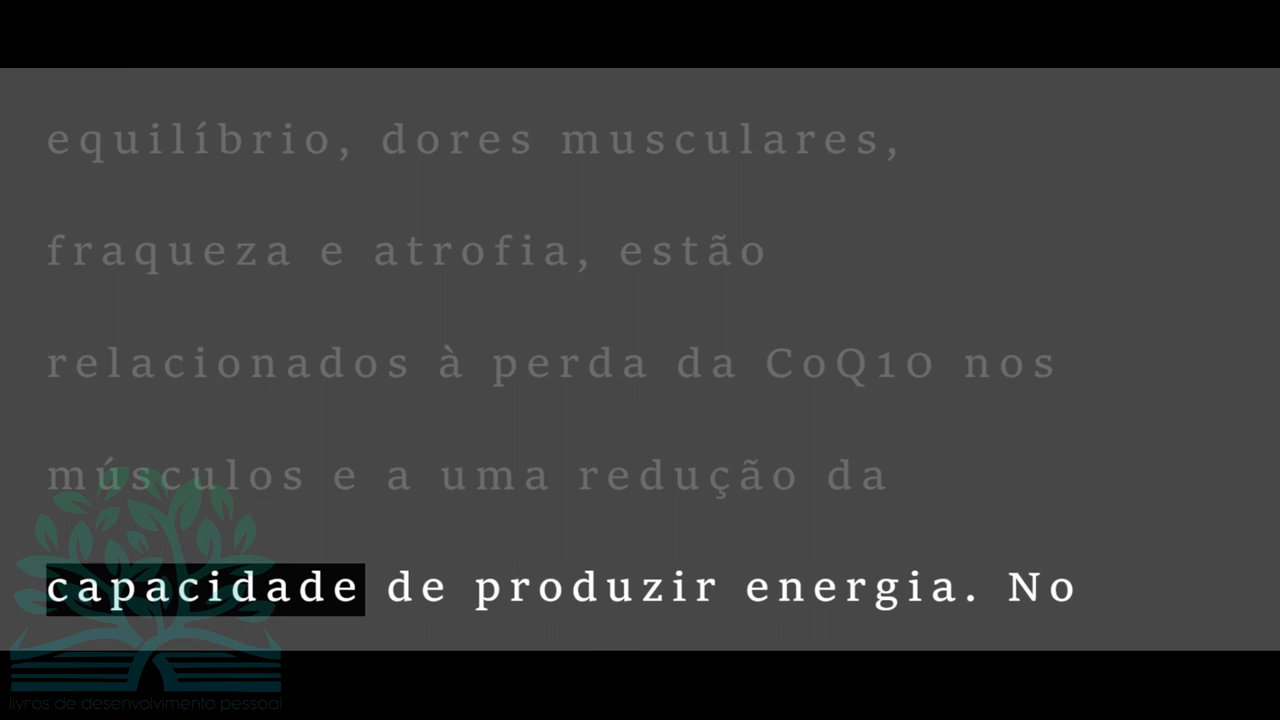 equilíbrio, dores musculares,
fraqueza e atrofia, estão
relacionados à perda da CoQ10 nos
músculos e a uma redução da
capacidade de produzir energia. No
livros de desenvolvimento pessoal